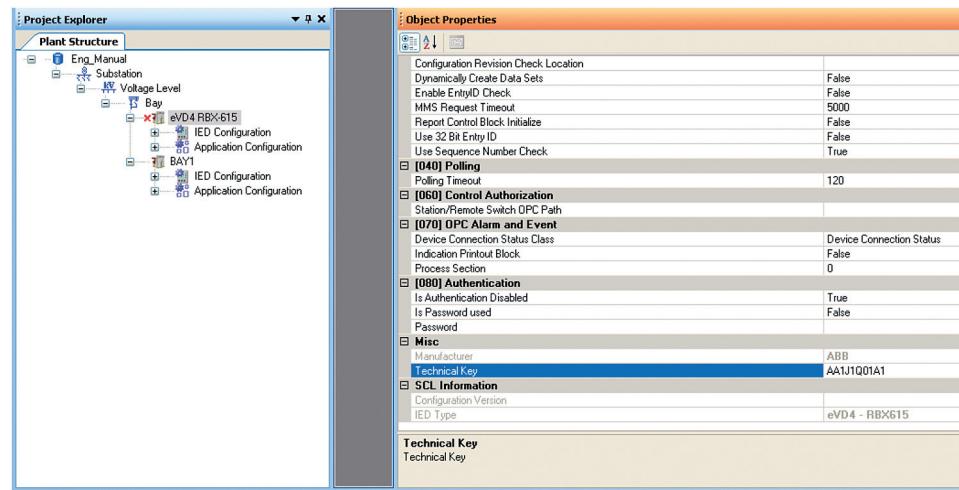 Project Explorer
Plant Structure
Eng_Manual
Substation
Voltage Level
Bay
eVD4 RBX-615
IED Configuration
Application Configuration
BAY1
IED Configuration
Application Configuration
Object Properties
Configuration Revision Check Location
Dynamically Create Data Sets False
Enable EntryID Check False
MMS Request Timeout 5000
Report Control Block Initialize False
Use 32 Bit Entry ID False
Use Sequence Number Check True
[040] Polling
Polling Timeout 120
[060] Control Authorization
Station/Remote Switch OPC Path
[070] OPC Alarm and Event
Device Connection Status Class Device Connection Status
Indication Printout Block False
Process Section 0
[080] Authentication
Is Authentication Disabled True
Is Password used False
Password
Misc
Manufacturer ABB
Technical Key AA1J1Q01A1
SCL Information
Configuration Version
IED Type eVD4 - RBX615
Technical Key
Technical Key